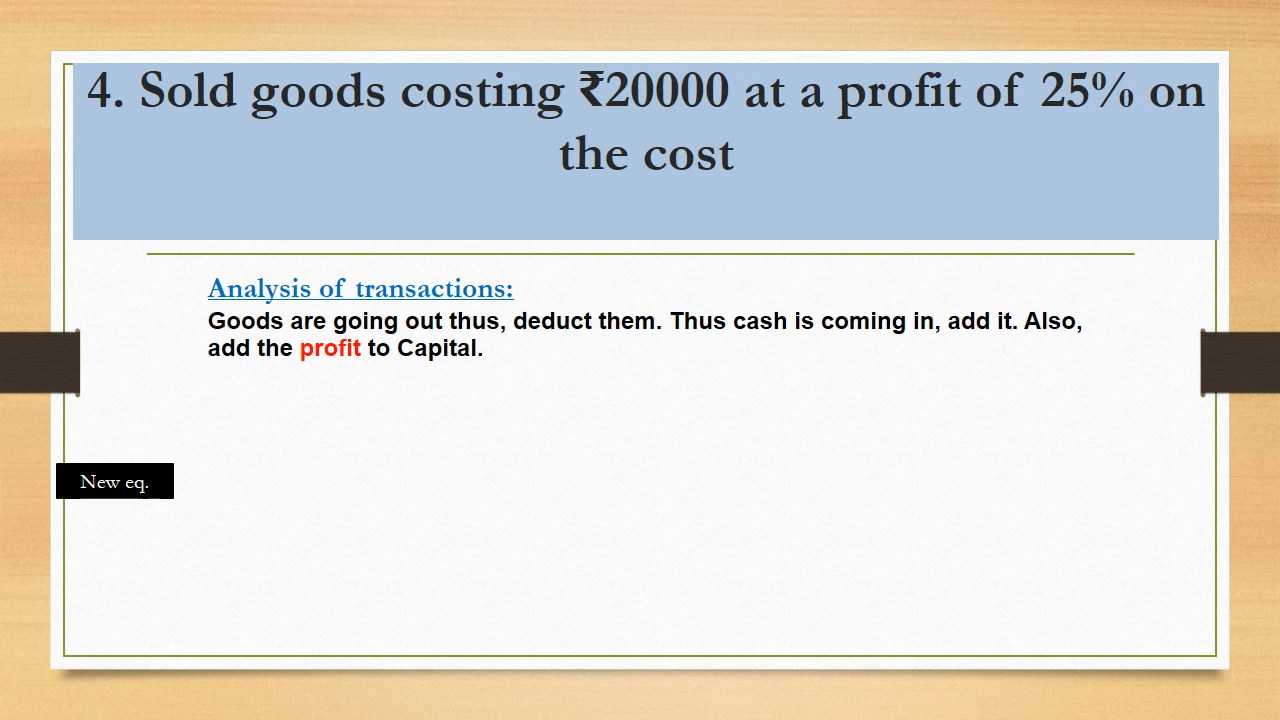 4. Sold goods costing ₹20000 at a profit of 25% on
the cost
Analysis of transactions:
Goods are going out thus, deduct them. Thus cash is coming in, add it. Also,
add the profit to Capital.
New eq.